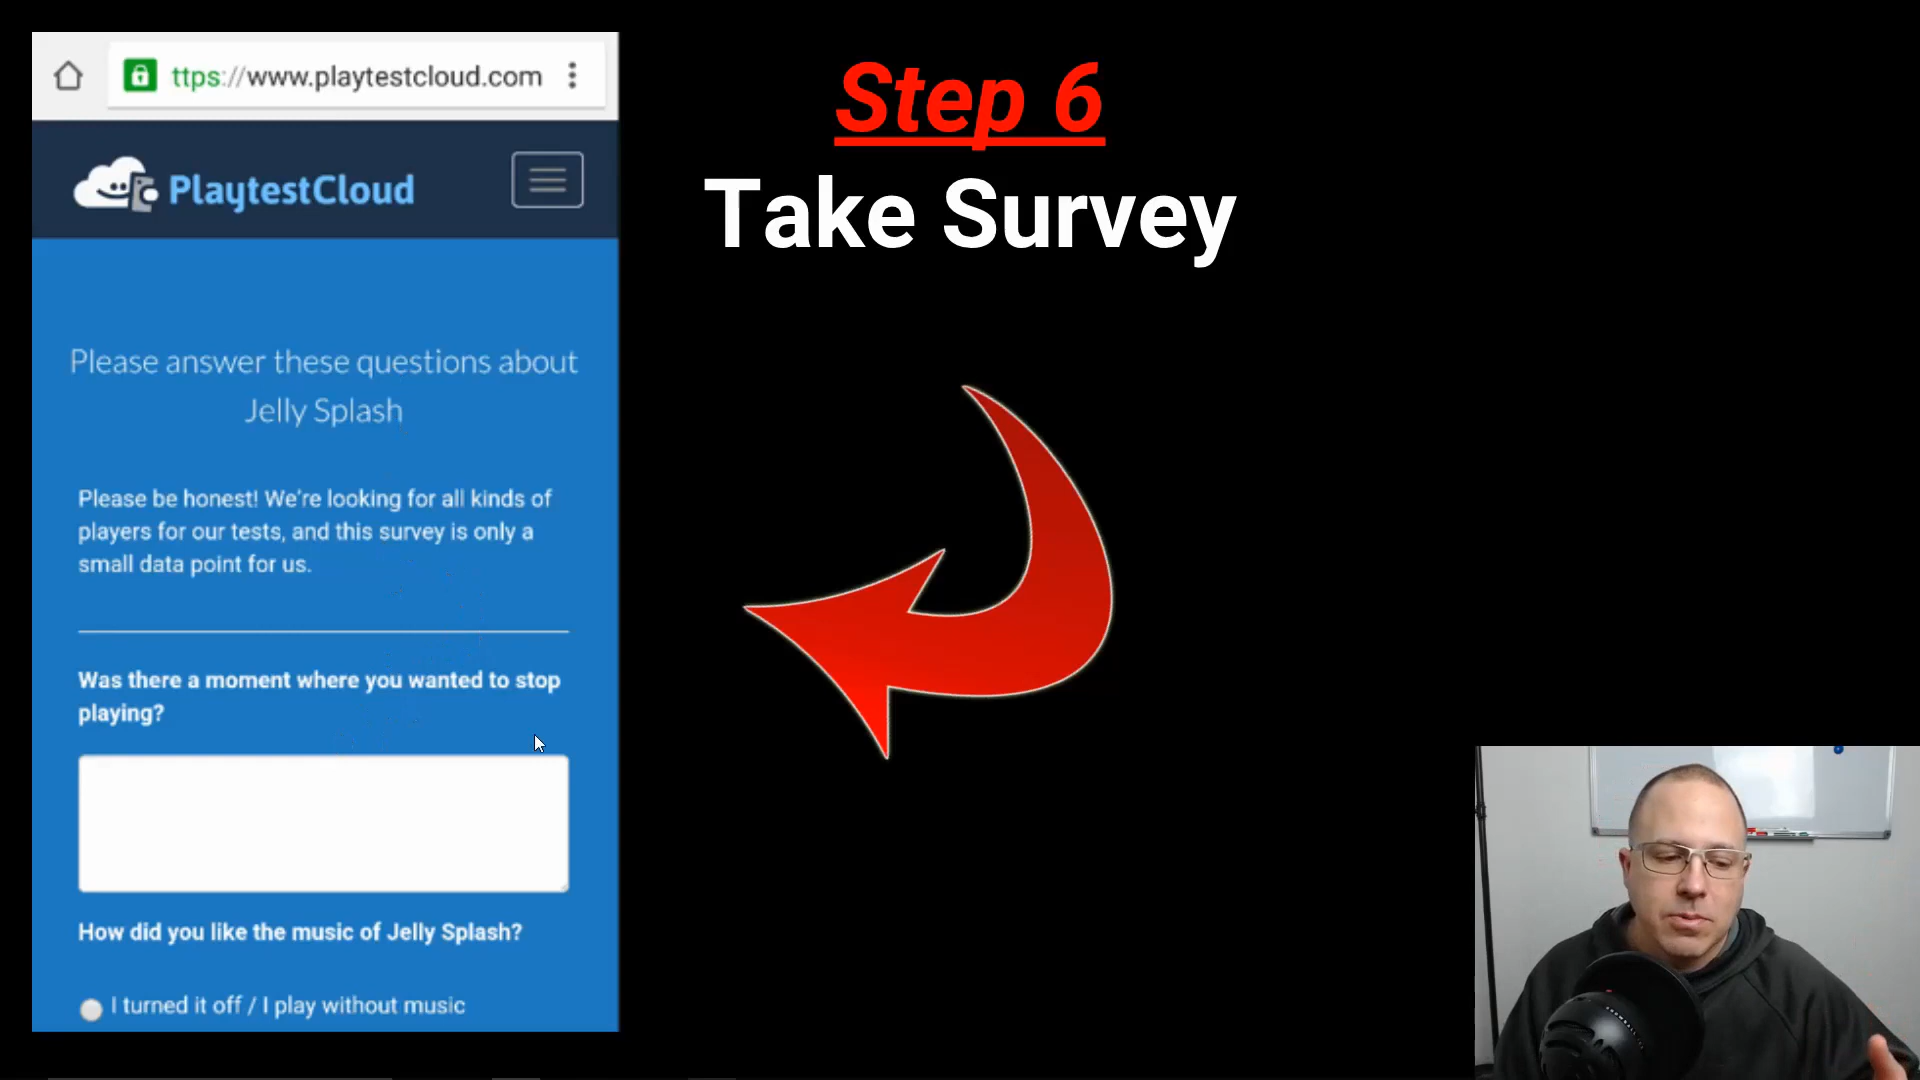 ttps://www.playtestcloud.com
PlaytestCloud
Please answer these questions about
Jelly Splash
Please be honest! We're looking for all kinds of
players for our tests, and this survey is only a
small data point for us.
Was there a moment where you wanted to stop
playing?
How did you like the music of Jelly Splash?
I turned it off / I play without music
Step 6
Take Survey